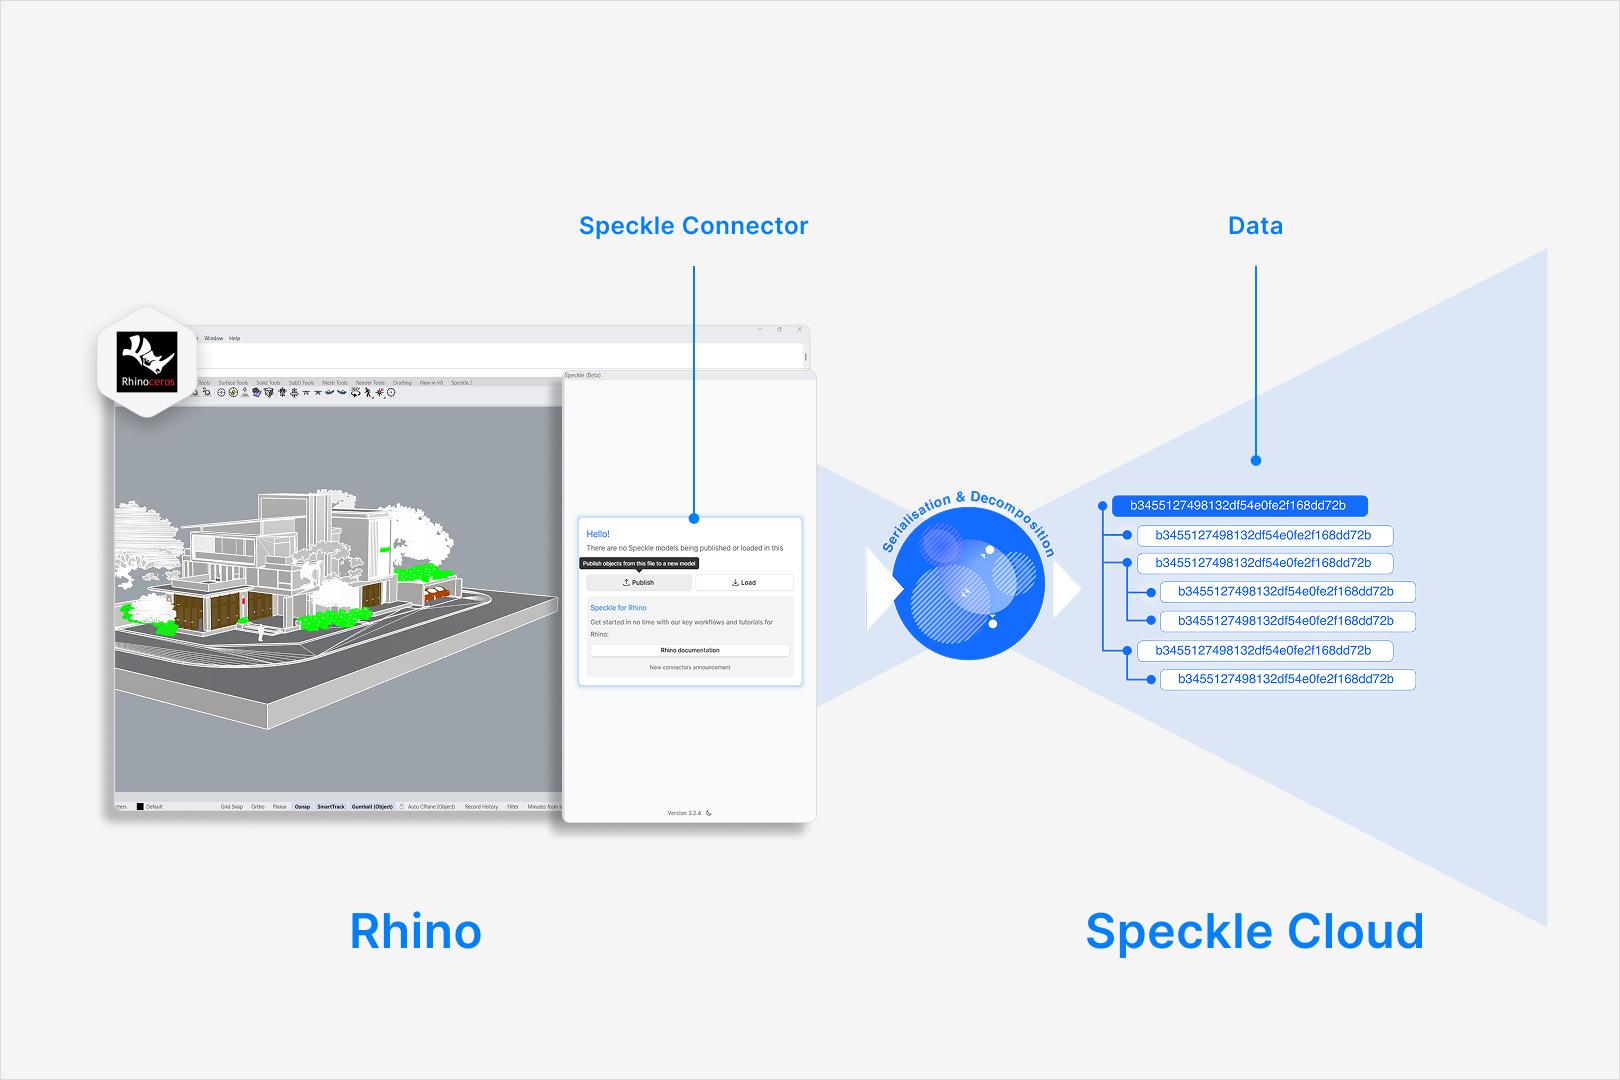 Speckle Connector
Data
Rhinoceros
Window Help
Tools Surface Tools Solid Tools SubD Tools Mesh Tools Render Tools Drafting New in V8 Speckle 2
Speckle (Beta)
Hello!
There are no Speckle models being published or loaded in this
Publish objects from this file to a new model
Publish
Load
Speckle for Rhino
Get started in no time with our key workflows and tutorials for
Rhino:
Rhino documentation
New connectors announcement
Version 3.2.4
Default Grid Snap Ortho Planar Osnap SmartTrack Gumball (Object) Auto CPlane (Object) Record History Filter Minutes from
Serialisation & Decomposition
b3455127498132df54e0fe2f168dd72b
b3455127498132df54e0fe2f168dd72b
b3455127498132df54e0fe2f168dd72b
b3455127498132df54e0fe2f168dd72b
b3455127498132df54e0fe2f168dd72b
b3455127498132df54e0fe2f168dd72b
b3455127498132df54e0fe2f168dd72b
Rhino
Speckle Cloud